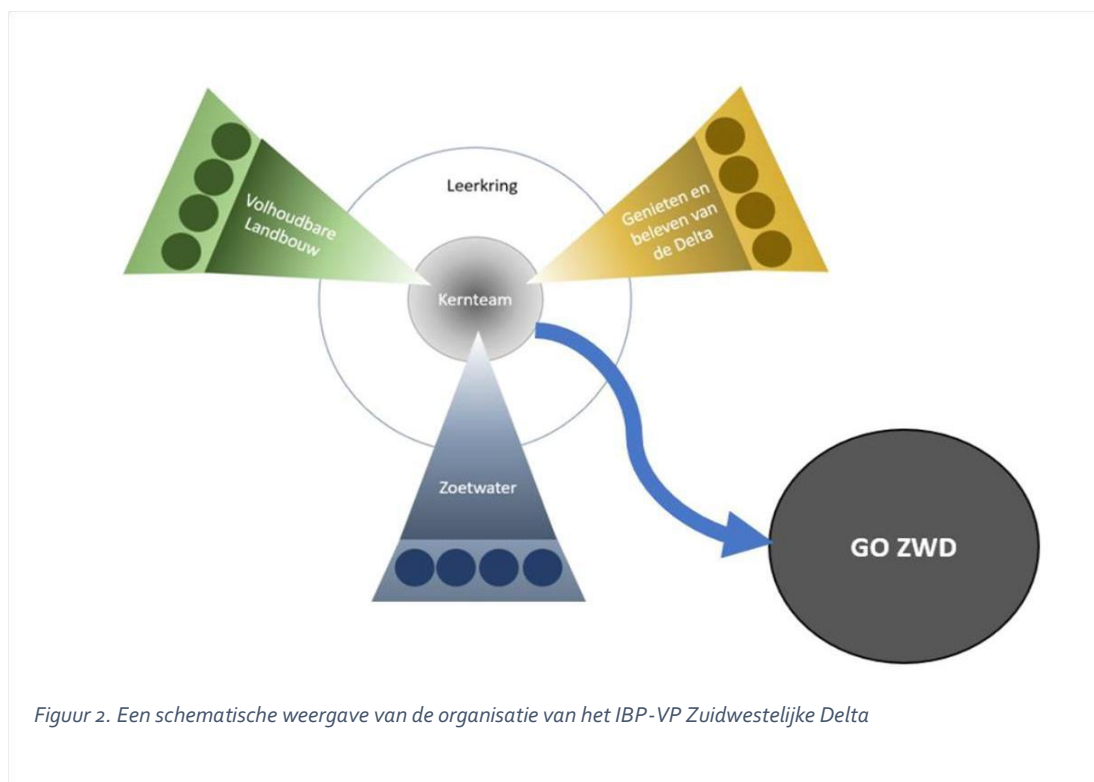 Leerkring
Volhoudbare
Landbouw
Genieten en
beleven van
de Delta
Kernteam
Zoetwater
GO ZWD
Figuur 2. Een schematische weergave van de organisatie van het IBP-VP Zuidwestelijke Delta